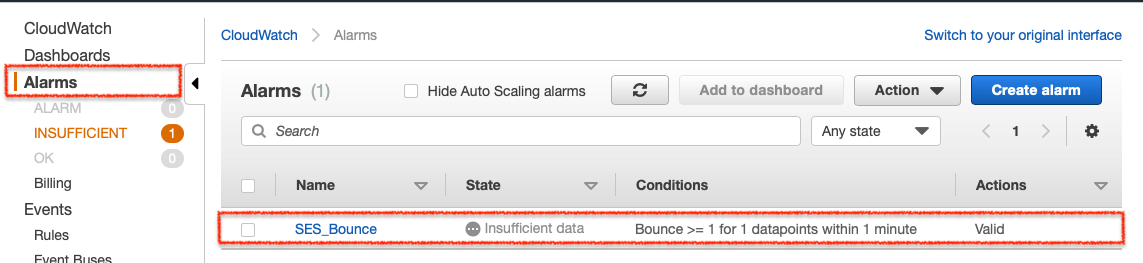 CloudWatch
Dashboards
Alarms
ALARM 0
INSUFFICIENT 1
OK 0
Billing
Events
Rules
Event Buses
CloudWatch Alarms
Switch to your original interface
Alarms (1)
Hide Auto Scaling alarms
Add to dashboard
Action
Create alarm
Search
Any state
1
Name State Conditions Actions
SES_Bounce Insufficient data Bounce >= 1 for 1 datapoints within 1 minute Valid